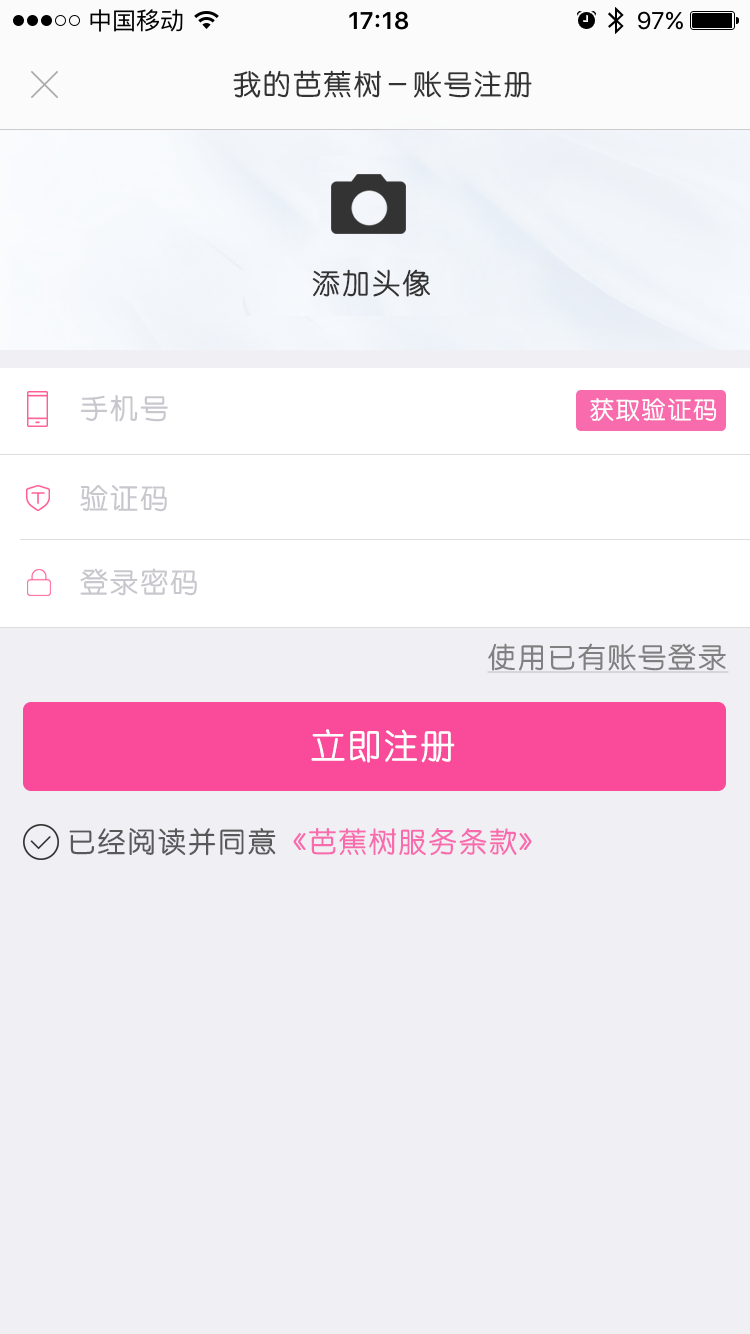 中国移动 17:18 97%
我的芭蕉树－账号注册
添加头像
手机号 获取验证码
验证码
登录密码
使用已有账号登录
立即注册
已经阅读并同意《芭蕉树服务条款》